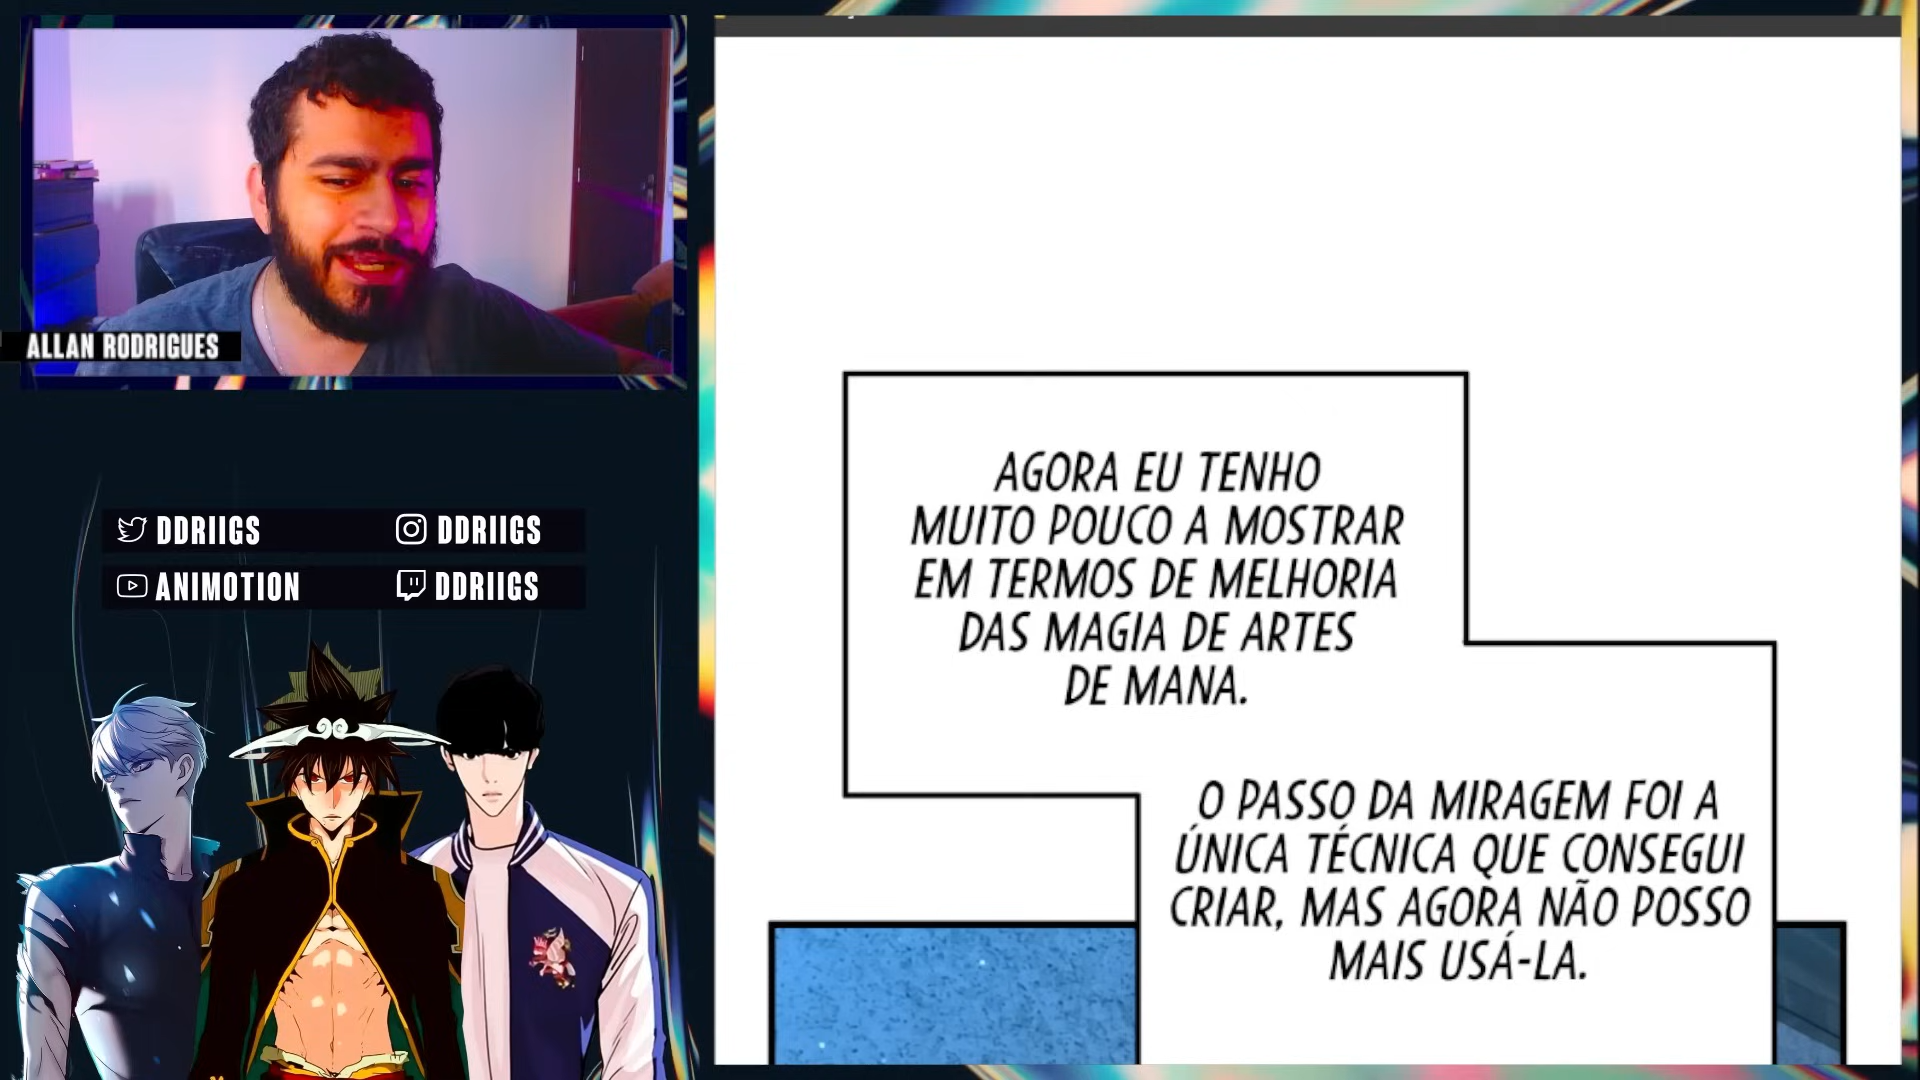 ALLAN RODRIGUES
DDRIIGS
DDRIIGS
ANIMOTION
DDRIIGS
AGORA EU TENHO
MUITO POUCO A MOSTRAR
EM TERMOS DE MELHORIA
DAS MAGIA DE ARTES
DE MANA.
O PASSO DA MIRAGEM FOI A
ÚNICA TÉCNICA QUE CONSEGUI
CRIAR, MAS AGORA NÃO POSSO
MAIS USÁ-LA.